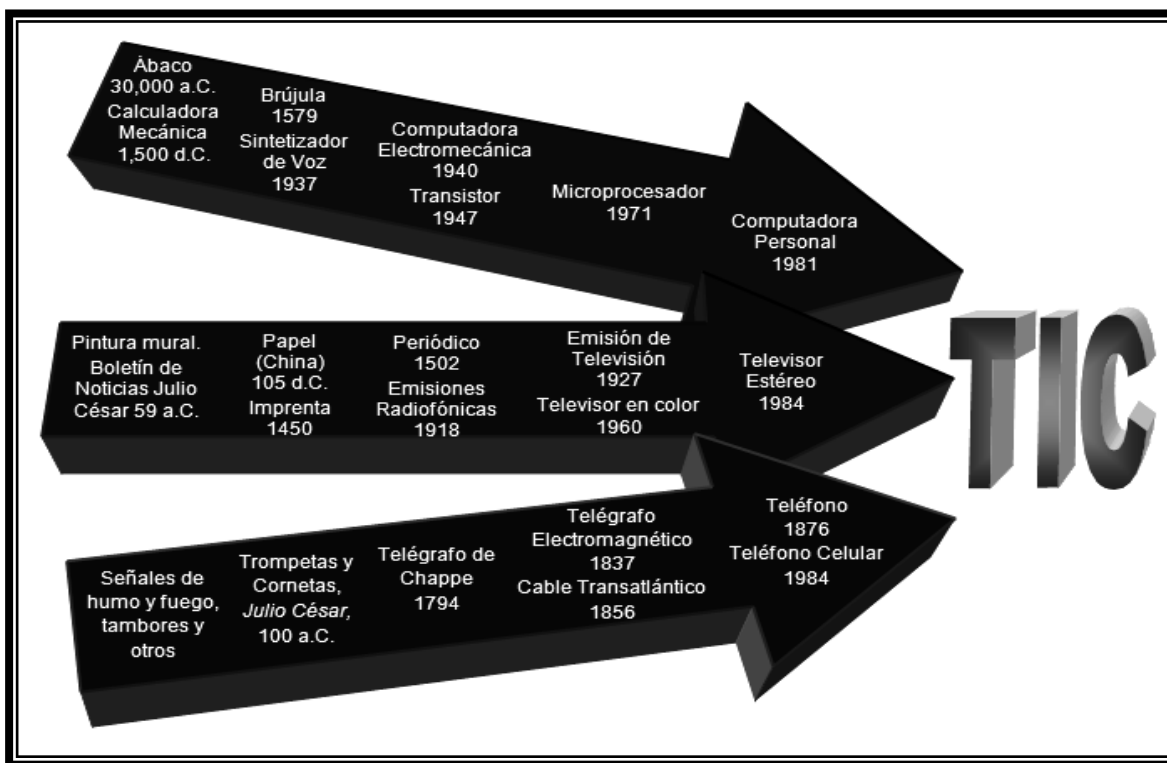 Ábaco
30,000 a.C.
Calculadora
Mecánica
1,500 d.C.
Brújula
1579
Sintetizador
de Voz
1937
Computadora
Electromecánica
1940
Transistor
1947
Microprocesador
1971
Computadora
Personal
1981
Pintura mural.
Boletín de
Noticias Julio
César 59 a.C.
Papel
(China)
105 d.C.
Imprenta
1450
Periódico
1502
Emisiones
Radiofónicas
1918
Emisión de
Televisión
1927
Televisor en color
1960
Televisor
Estéreo
1984
Señales de
humo y fuego,
tambores y
otros
Trompetas y
Cornetas,
Julio César,
100 a.C.
Telégrafo de
Chappe
1794
Telégrafo
Electromagnético
1837
Cable Transatlántico
1856
Teléfono
1876
Teléfono Celular
1984
TIC